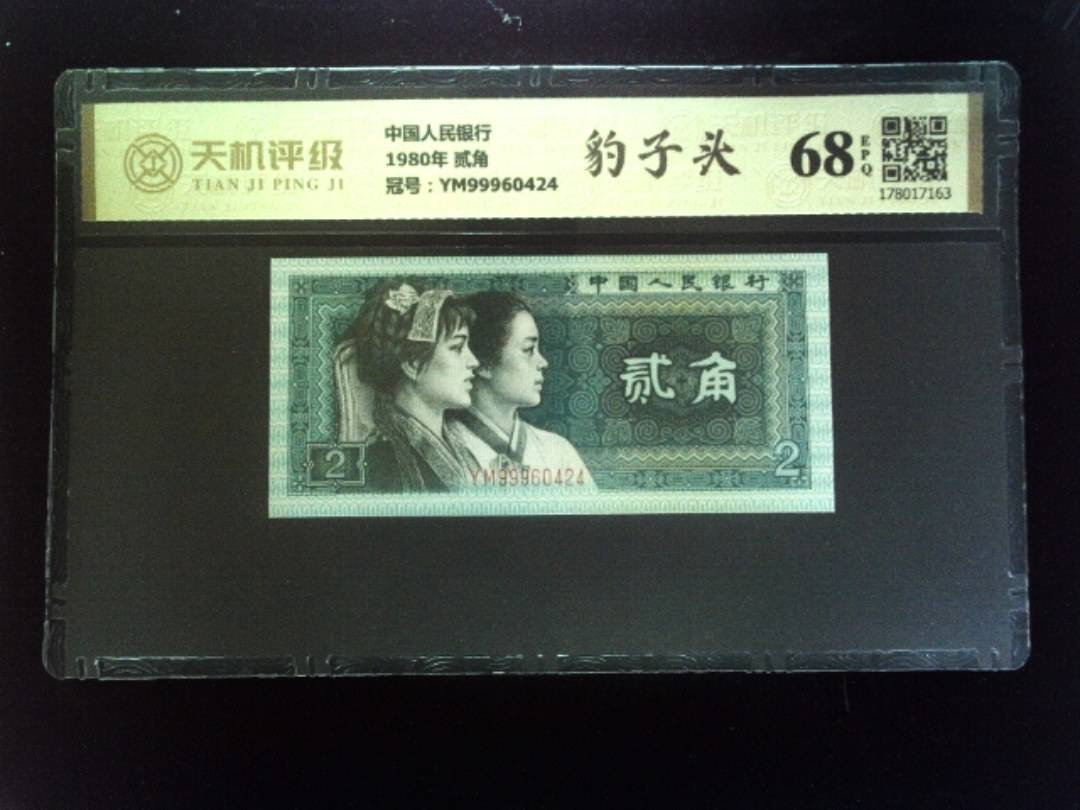 天机评级
TIAN JI PING JI
中国人民银行
1980年 贰角
冠号：YM99960424
豹子头
68
EPQ
178017163
中国人民银行
贰角
2
2
YM99960424